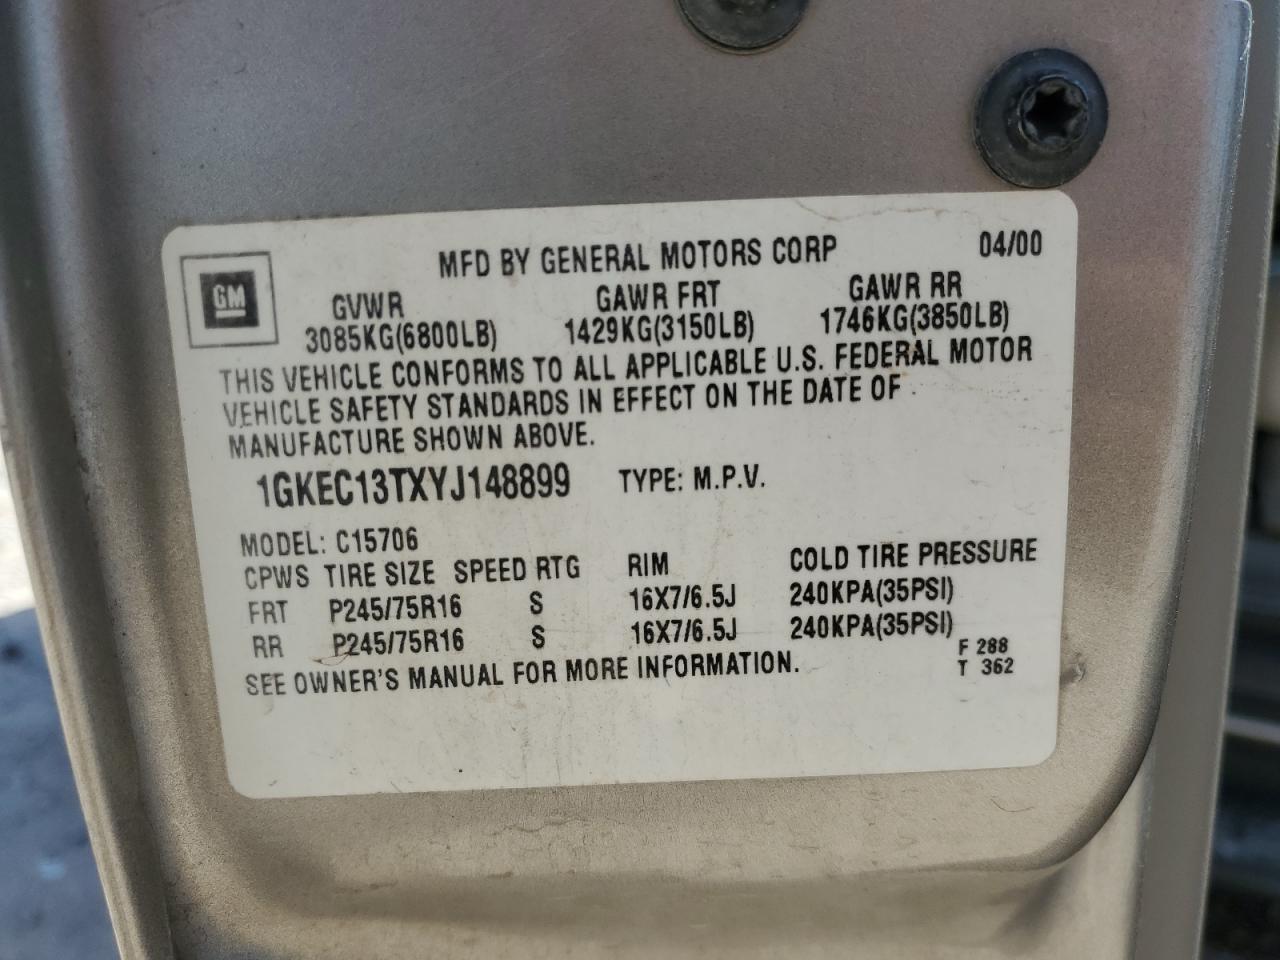 GM
MFD BY GENERAL MOTORS CORP 04/00
GVWR GAWR FRT GAWR RR
3085KG(6800LB) 1429KG(3150LB) 1746KG(3850LB)
THIS VEHICLE CONFORMS TO ALL APPLICABLE U.S. FEDERAL MOTOR
VEHICLE SAFETY STANDARDS IN EFFECT ON THE DATE OF
MANUFACTURE SHOWN ABOVE.
1GKEC13TXYJ148899 TYPE: M.P.V.
MODEL: C15706
CPWS TIRE SIZE SPEED RTG RIM COLD TIRE PRESSURE
FRT P245/75R16 S 16X7/6.5J 240KPA(35PSI)
RR P245/75R16 S 16X7/6.5J 240KPA(35PSI)
SEE OWNER'S MANUAL FOR MORE INFORMATION.
F 288
T 362